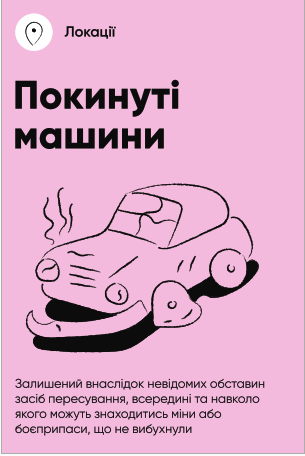 Локації
Покинуті
машини
Залишений внаслідок невідомих обставин
засіб пересування, всередині та навколо
якого можуть знаходитись міни або
боєприпаси, що не вибухнули